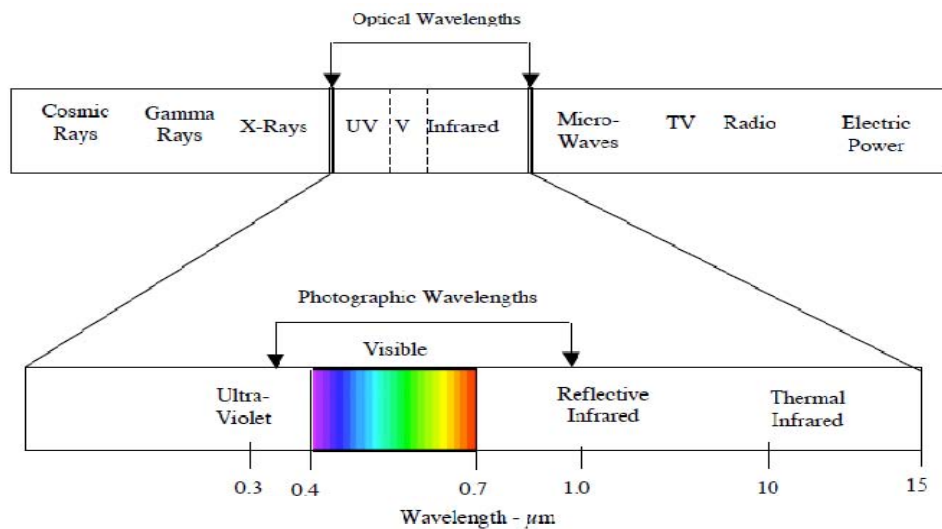 Optical Wavelengths
Cosmic Rays
Gamma Rays
X-Rays
UV
V
Infrared
Micro-
Waves
TV
Radio
Electric
Power
Photographic Wavelengths
Visible
Ultra-
Violet
Reflective
Infrared
Thermal
Infrared
0.3
0.4
0.7
1.0
10
15
Wavelength - µm